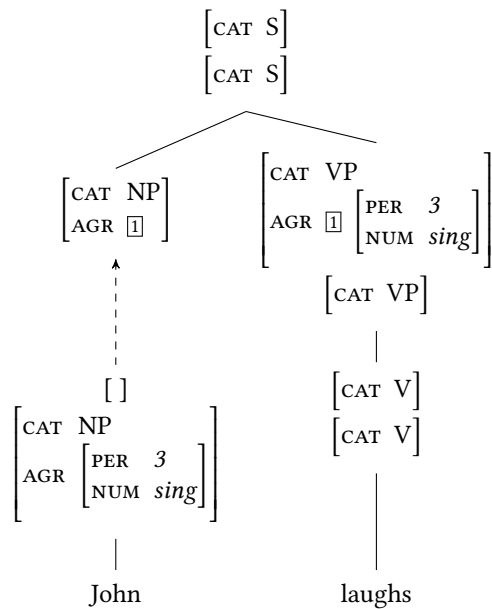 [CAT S]
[CAT S]
[CAT NP
AGR 1]
[CAT VP
AGR 1 [PER 3
NUM sing]]
[CAT VP]
[ ]
[CAT NP
AGR [PER 3
NUM sing]]
[CAT V]
[CAT V]
John
laughs